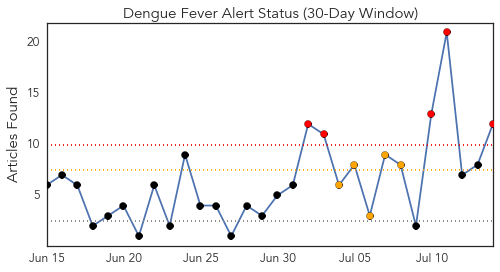 Dengue Fever Alert Status (30-Day Window)
Articles Found
20
15
10
5
Jun 15
Jun 20
Jun 25
Jun 30
Jul 05
Jul 10